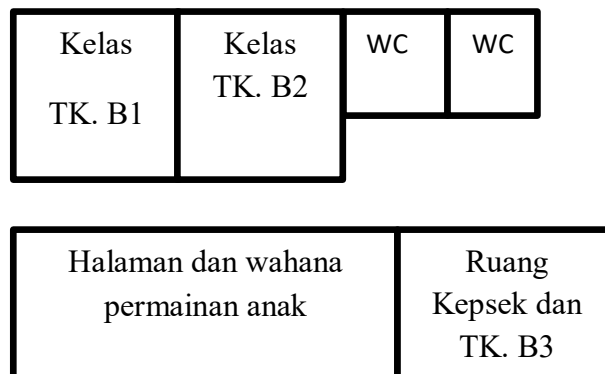 Kelas
TK. B1
Kelas
TK. B2
WC
WC
Halaman dan wahana
permainan anak
Ruang
Kepsek dan
TK. B3